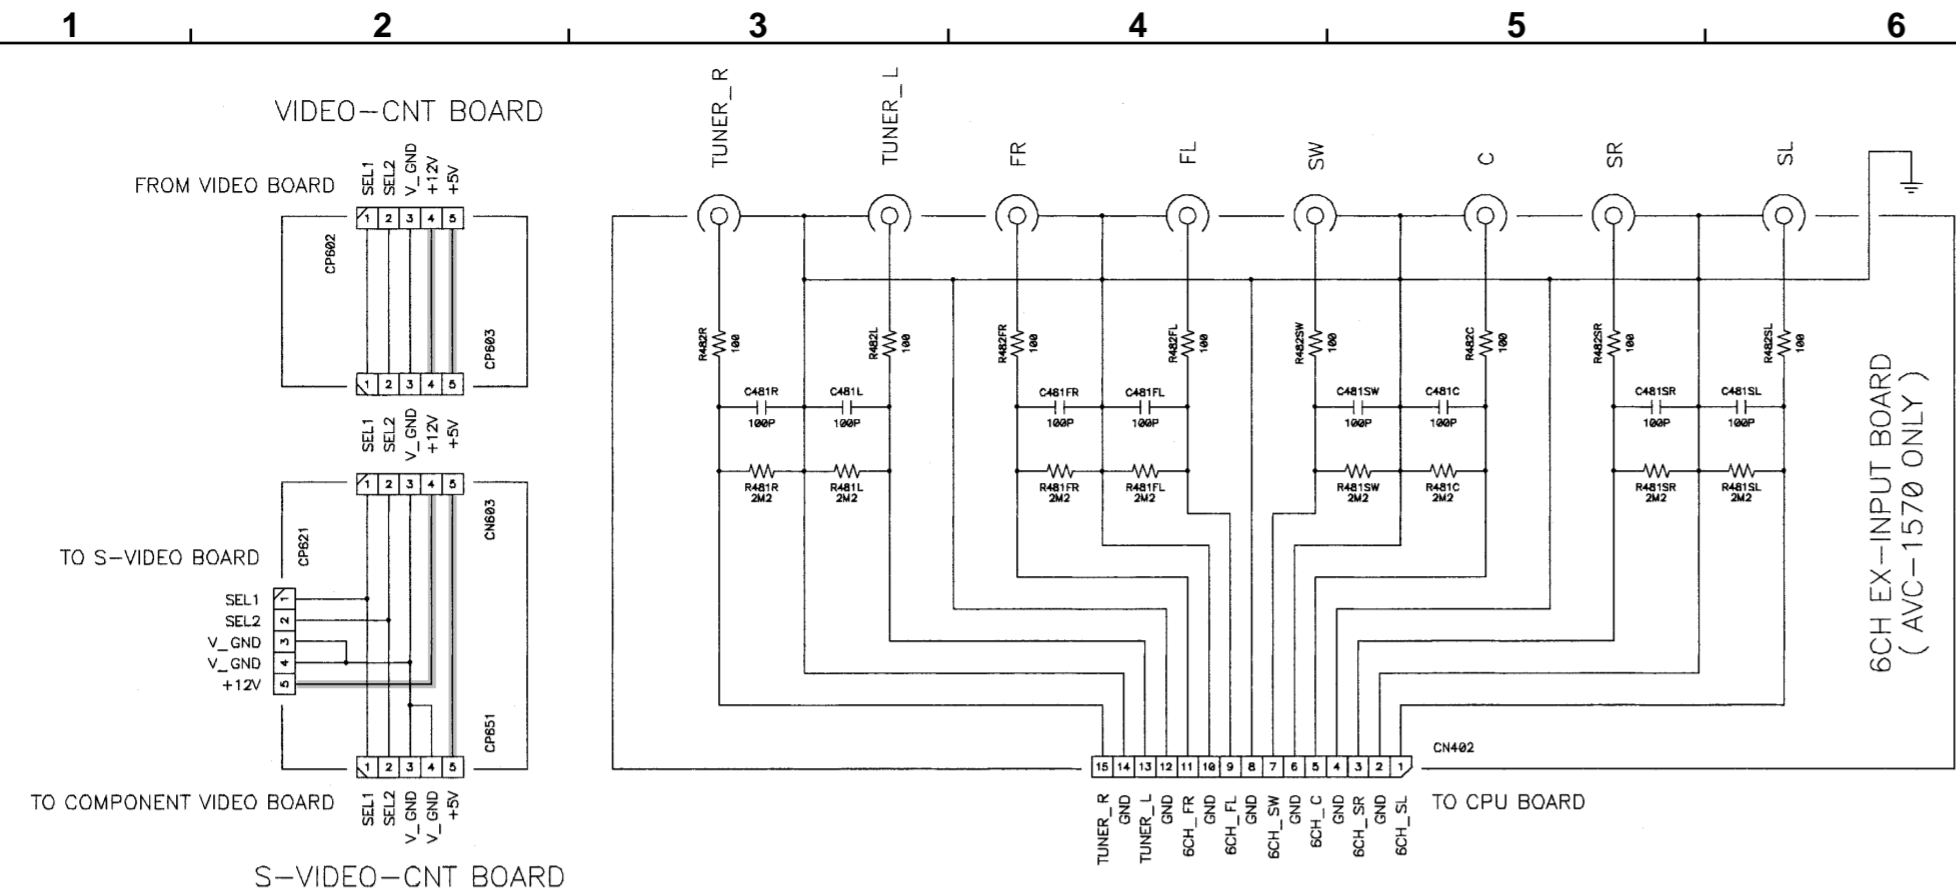 1 2 3 4 5 6
VIDEO-CNT BOARD
FROM VIDEO BOARD
SEL1
SEL2
V_GND
+12V
+5V
1 2 3 4 5
CP602
CP603
1 2 3 4 5
SEL1
SEL2
V_GND
+12V
+5V
1 2 3 4 5
CP621
CN603
TO S-VIDEO BOARD
SEL1 1
SEL2 2
V_GND 3
V_GND 4
+12V 5
CP651
1 2 3 4 5
TO COMPONENT VIDEO BOARD
SEL1
SEL2
V_GND
V_GND
+5V
S-VIDEO-CNT BOARD
TUNER_R
TUNER_L
FR
FL
SW
C
SR
SL
R482R
100
R482L
100
R482FR
100
R482FL
100
R482SW
100
R482C
100
R482SR
100
R482SL
100
C481R
100P
C481L
100P
C481FR
100P
C481FL
100P
C481SW
100P
C481C
100P
C481SR
100P
C481SL
100P
R481R
2M2
R481L
2M2
R481FR
2M2
R481FL
2M2
R481SW
2M2
R481C
2M2
R481SR
2M2
R481SL
2M2
6CH EX-INPUT BOARD
( AVC-1570 ONLY )
CN402
15 14 13 12 11 10 9 8 7 6 5 4 3 2 1
TUNER_R
GND
TUNER_L
GND
6CH_FR
GND
6CH_FL
GND
6CH_SW
GND
6CH_C
GND
6CH_SR
GND
6CH_SL
TO CPU BOARD